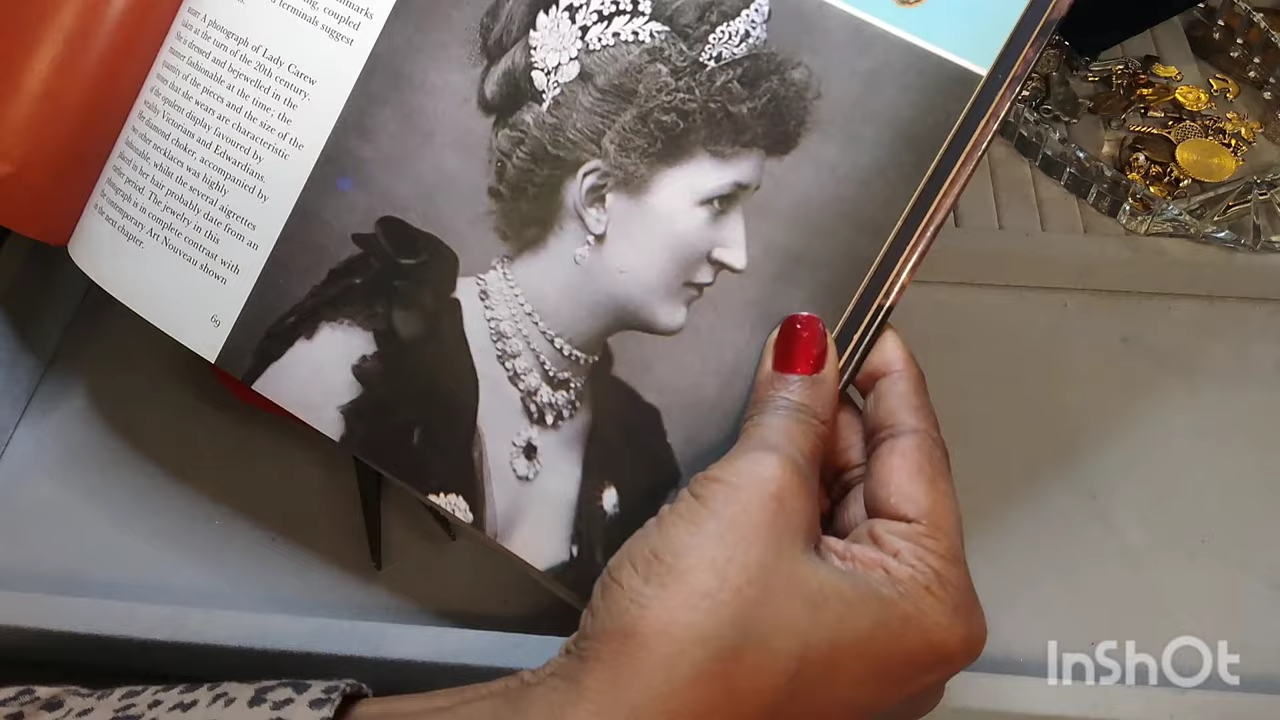 coupled
terminals suggest
A photograph of Lady Carew
taken at the turn of the 20th century.
She is dressed and bejewelled in the
manner fashionable at the time; the
quantity of the pieces and the size of the
stones that she wears are characteristic
of the opulent display favoured by
wealthy Victorians and Edwardians.
Her diamond choker, accompanied by
two other necklaces was highly
fashionable, whilst the several aigrettes
placed in her hair probably date from an
earlier period. The jewelry in this
photograph is in complete contrast with
the contemporary Art Nouveau shown
in the next chapter.
69
InShOt